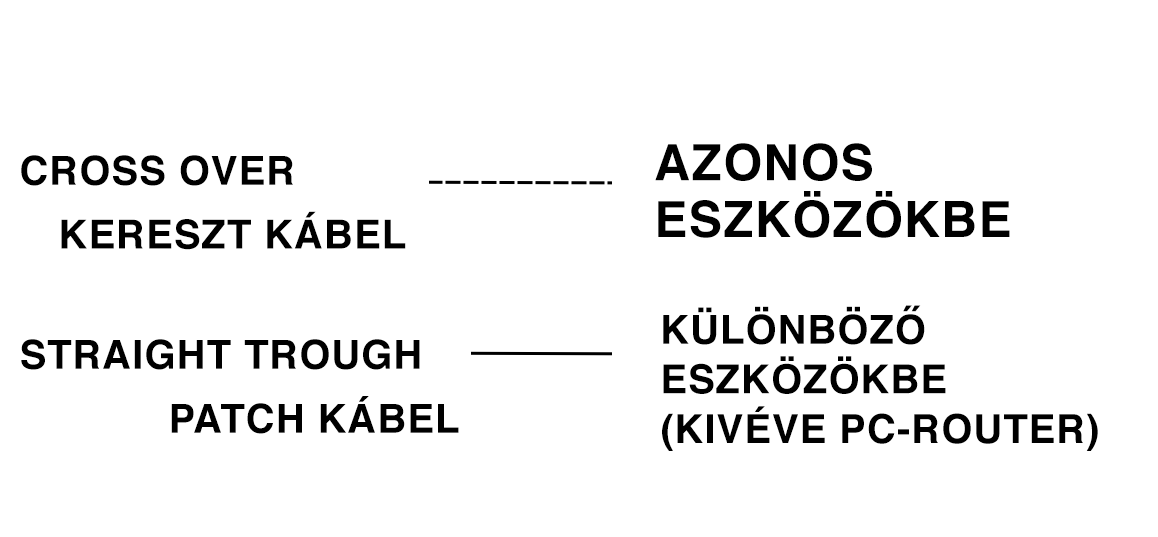 CROSS OVER
KERESZT KÁBEL
AZONOS
ESZKÖZÖKBE
STRAIGHT TROUGH
PATCH KÁBEL
KÜLÖNBÖZŐ
ESZKÖZÖKBE
(KIVÉVE PC-ROUTER)